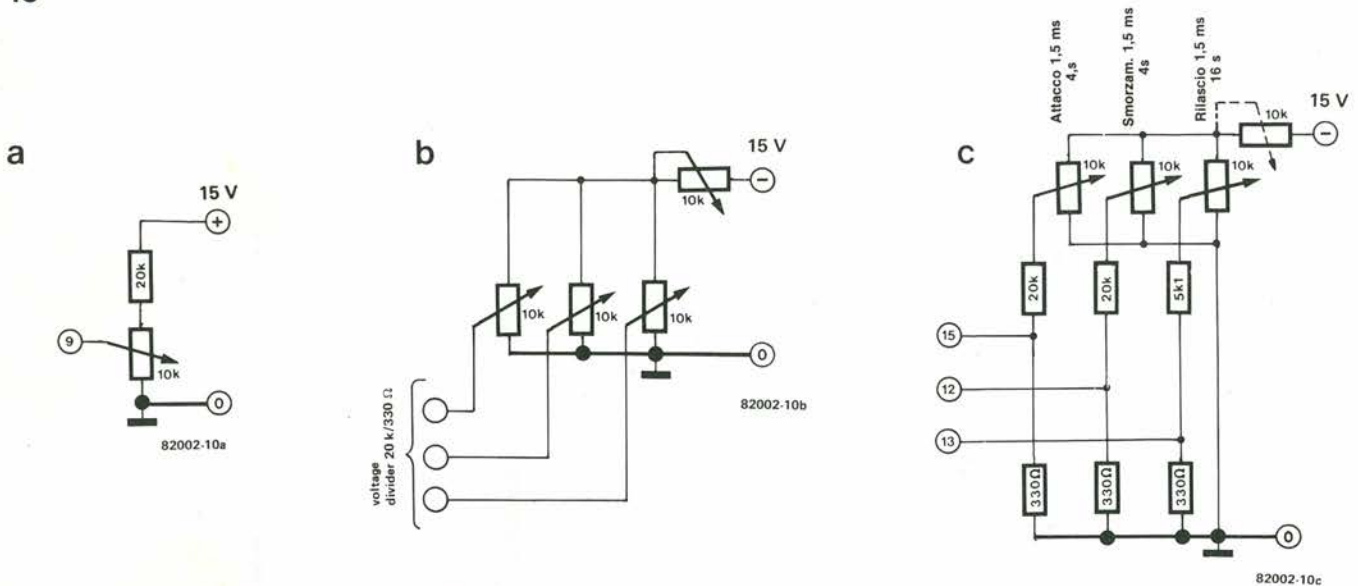 a
15 V
+
20k
9
10k
0
82002-10a
b
15 V
10k
−
10k
10k
10k
0
voltage
divider 20 k/330 Ω
82002-10b
c
Attacco 1,5 ms
4,s
Smorzam. 1,5 ms
4s
Rilascio 1,5 ms
16 s
15 V
10k
−
10k
10k
10k
20k
20k
5k1
15
12
13
330Ω
330Ω
330Ω
0
82002-10c